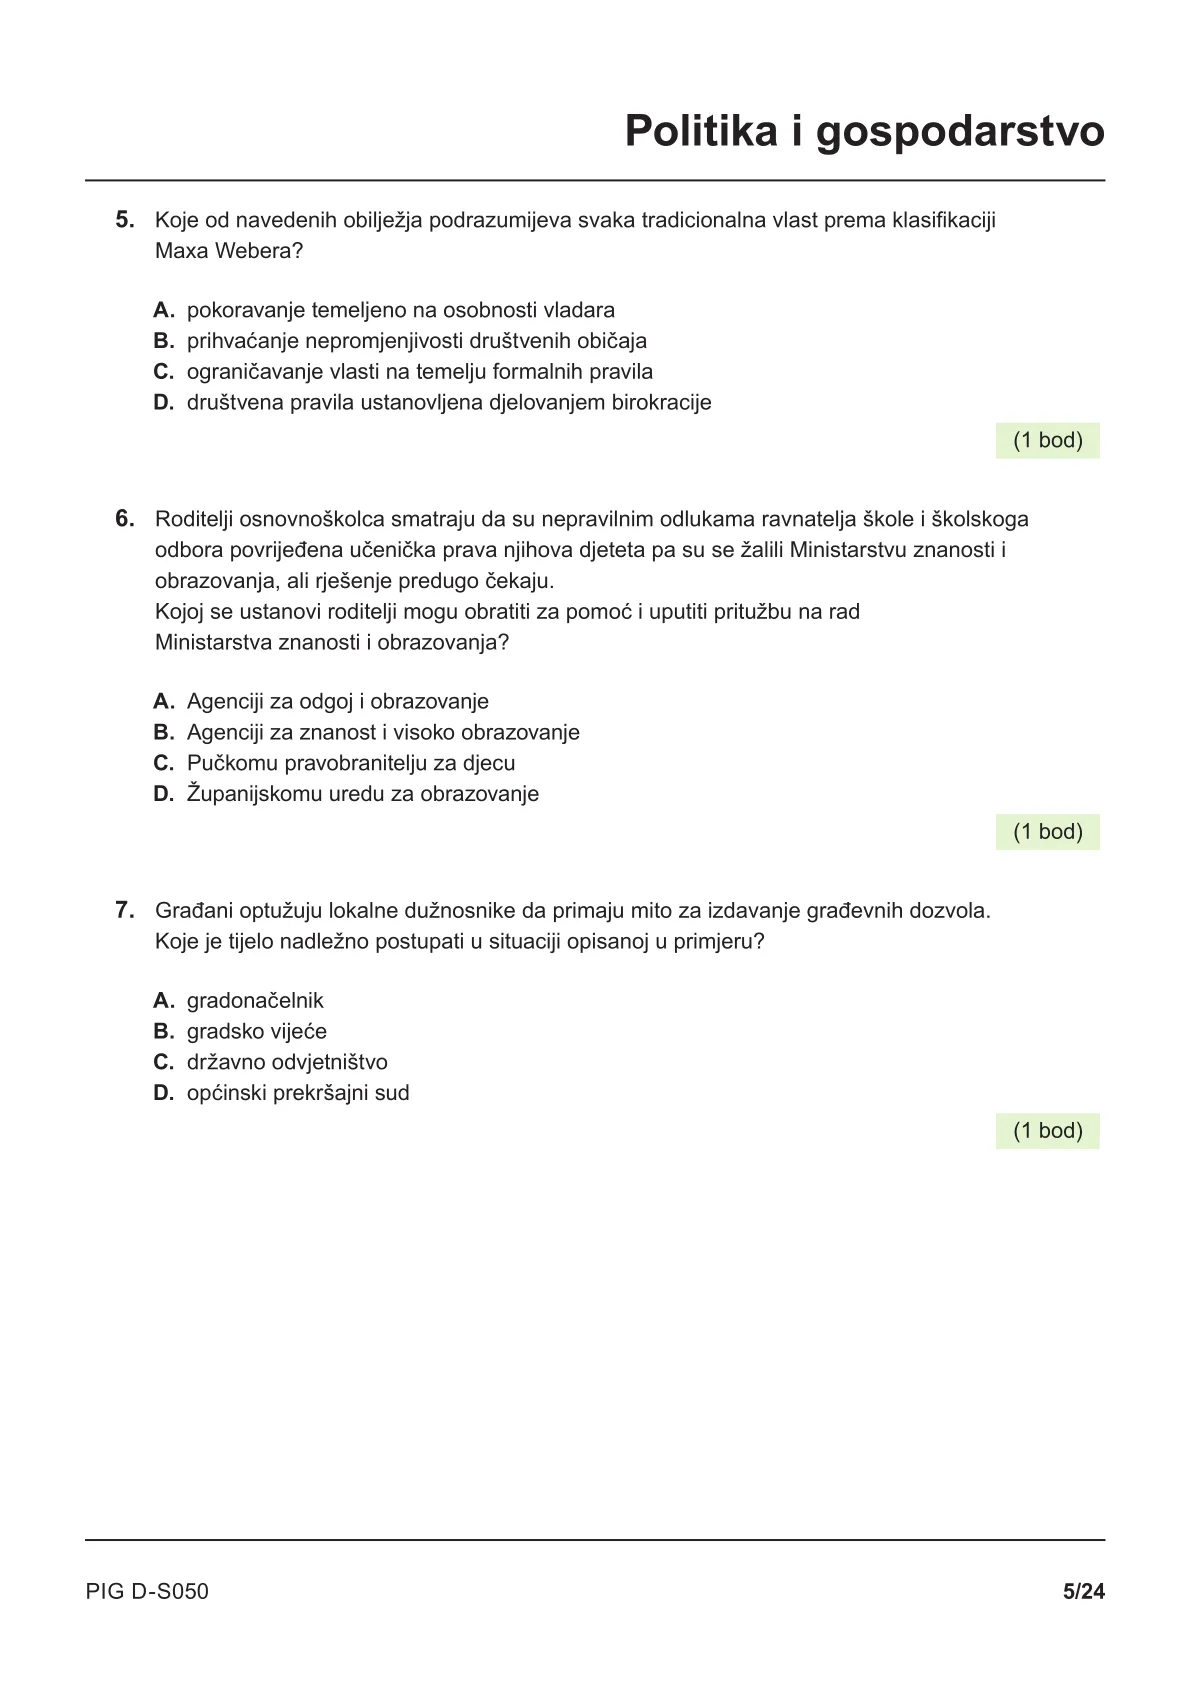 Politika i gospodarstvo
5. Koje od navedenih obilježja podrazumijeva svaka tradicionalna vlast prema klasifikaciji
Maxa Webera?
A. pokoravanje temeljeno na osobnosti vladara
B. prihvaćanje nepromjenjivosti društvenih običaja
C. ograničavanje vlasti na temelju formalnih pravila
D. društvena pravila ustanovljena djelovanjem birokracije
(1 bod)
6. Roditelji osnovnoškolca smatraju da su nepravilnim odlukama ravnatelja škole i školskoga
odbora povrijeđena učenička prava njihova djeteta pa su se žalili Ministarstvu znanosti i
obrazovanja, ali rješenje predugo čekaju.
Kojoj se ustanovi roditelji mogu obratiti za pomoć i uputiti pritužbu na rad
Ministarstva znanosti i obrazovanja?
A. Agenciji za odgoj i obrazovanje
B. Agenciji za znanost i visoko obrazovanje
C. Pučkomu pravobranitelju za djecu
D. Županijskomu uredu za obrazovanje
(1 bod)
7. Građani optužuju lokalne dužnosnike da primaju mito za izdavanje građevnih dozvola.
Koje je tijelo nadležno postupati u situaciji opisanoj u primjeru?
A. gradonačelnik
B. gradsko vijeće
C. državno odvjetništvo
D. općinski prekršajni sud
(1 bod)
PIG D-S050
5/24